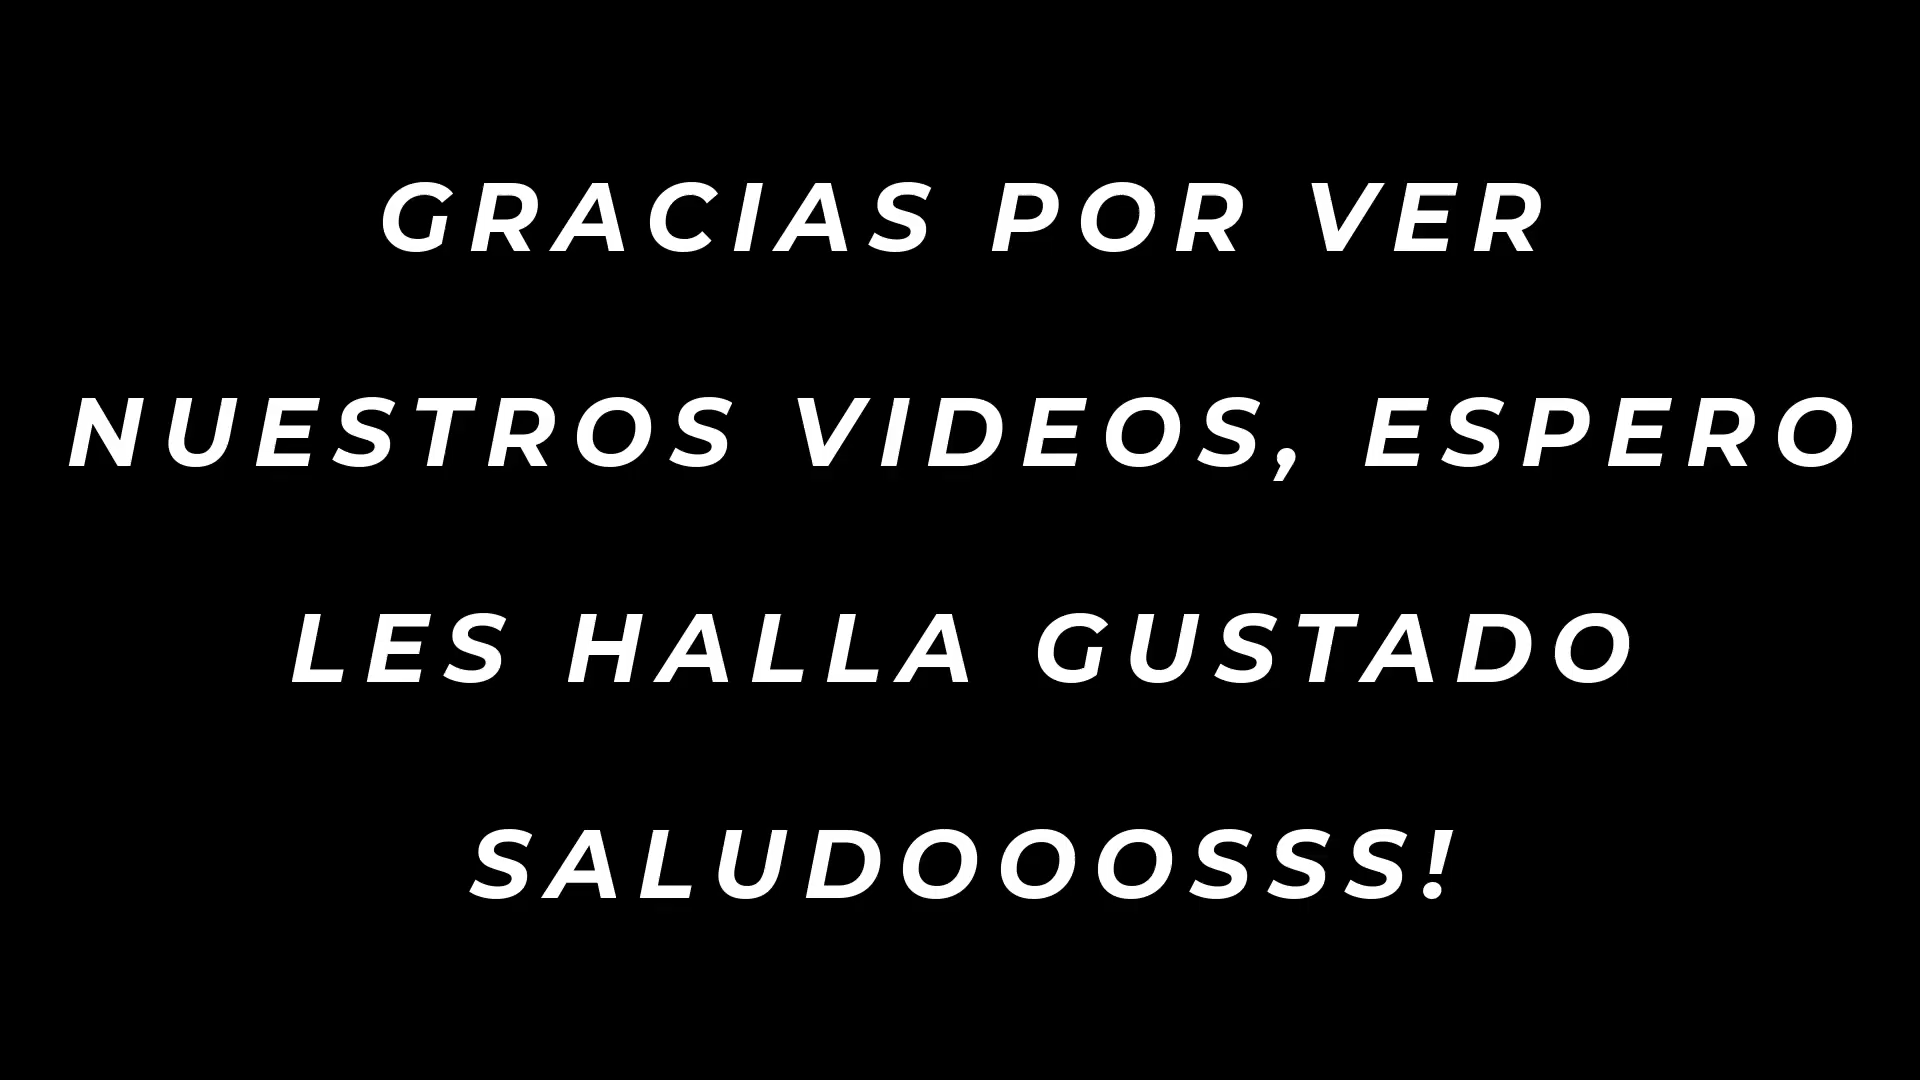 GRACIAS POR VER
NUESTROS VIDEOS, ESPERO
LES HALLA GUSTADO
SALUDOOOSSS!